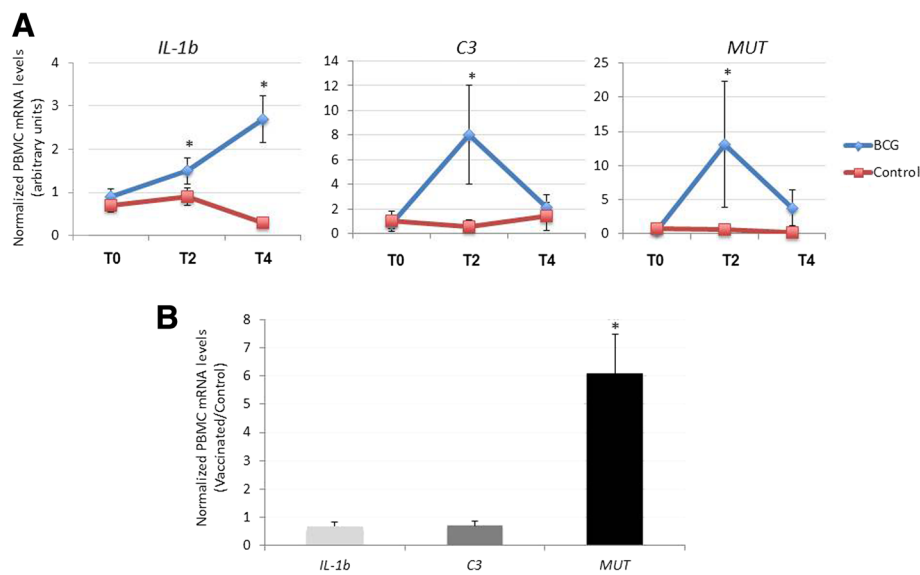 A
IL-1b
C3
MUT
Normalized PBMC mRNA levels
(arbitrary units)
4
3
2
1
0
*
*
T0
T2
T4
14
12
10
8
6
4
2
0
*
T0
T2
T4
25
20
15
10
5
0
*
T0
T2
T4
BCG
Control
B
Normalized PBMC mRNA levels
(Vaccinated/Control)
8
7
6
5
4
3
2
1
0
*
IL-1b
C3
MUT